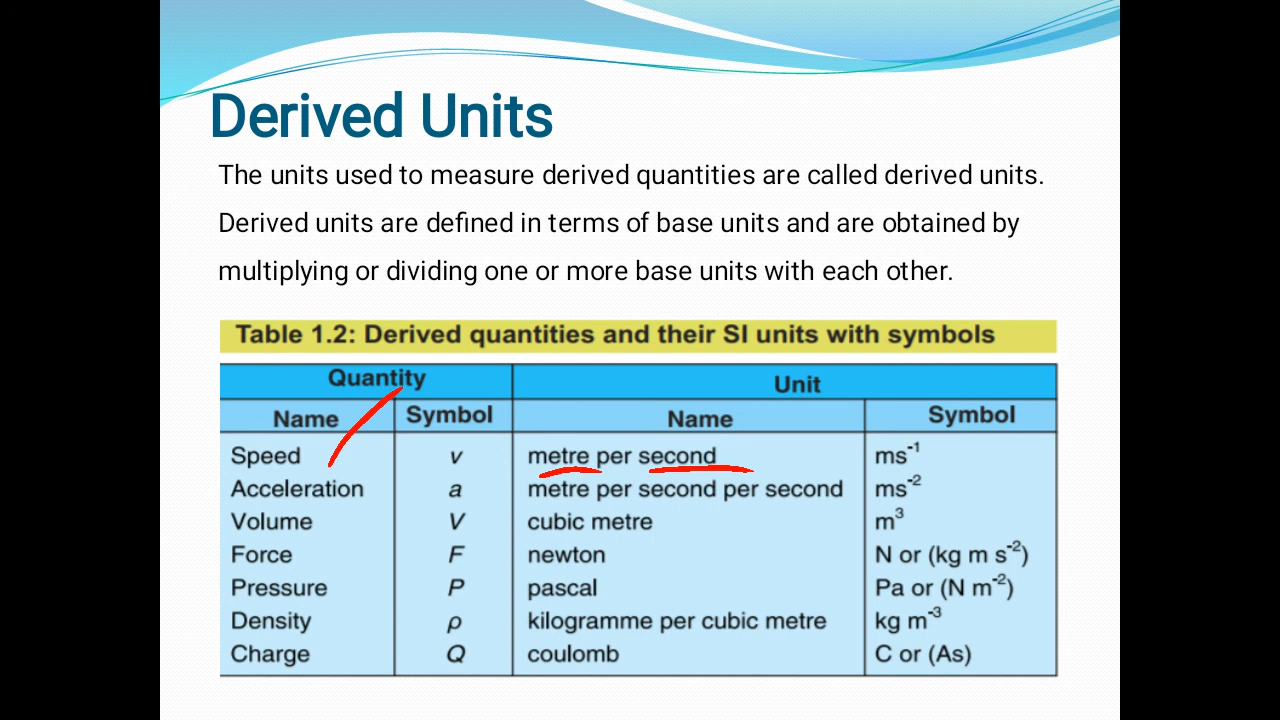 Derived Units
The units used to measure derived quantities are called derived units.
Derived units are defined in terms of base units and are obtained by
multiplying or dividing one or more base units with each other.
Table 1.2: Derived quantities and their SI units with symbols
Quantity Unit
Name Symbol Name Symbol
Speed v metre per second ms⁻¹
Acceleration a metre per second per second ms⁻²
Volume V cubic metre m³
Force F newton N or (kg m s⁻²)
Pressure P pascal Pa or (N m⁻²)
Density ρ kilogramme per cubic metre kg m⁻³
Charge Q coulomb C or (As)